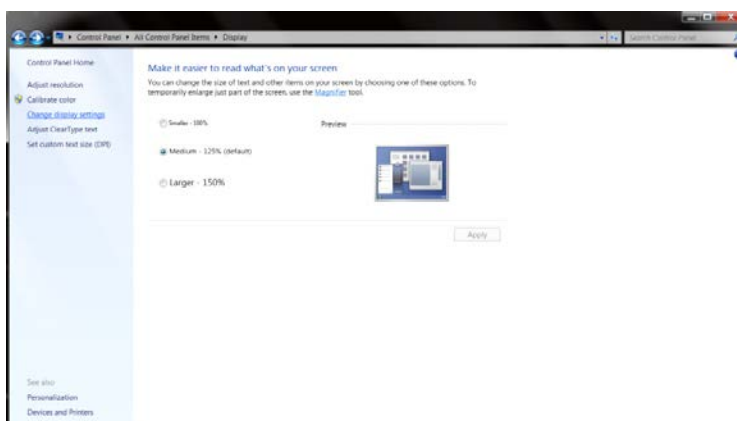 Control Panel ▸ All Control Panel Items ▸ Display
Search Control Panel
Control Panel Home
Adjust resolution
Calibrate color
Change display settings
Adjust ClearType text
Set custom text size (DPI)
See also
Personalization
Devices and Printers
Make it easier to read what's on your screen
You can change the size of text and other items on your screen by choosing one of these options. To
temporarily enlarge just part of the screen, use the Magnifier tool.
Smaller - 100%
Preview
Medium - 125% (default)
Larger - 150%
Apply